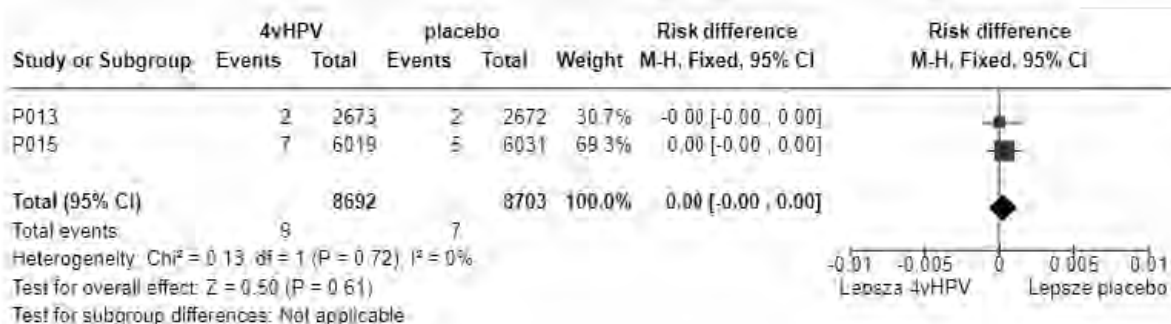 4vHPV placebo Risk difference Risk difference
Study or Subgroup Events Total Events Total Weight M-H, Fixed, 95% CI M-H, Fixed, 95% CI
P013 2 2673 2 2672 30.7% -0.00 [-0.00 , 0.00]
P015 7 6019 5 6031 69.3% 0.00 [-0.00 , 0.00]
Total (95% CI) 8692 8703 100.0% 0.00 [-0.00 , 0.00]
Total events: 9 7
Heterogeneity: Chi² = 0.13, df = 1 (P = 0.72); I² = 0%
Test for overall effect: Z = 0.50 (P = 0.61)
Test for subgroup differences: Not applicable
-0.01 -0.005 0 0.005 0.01
Lepsza 4vHPV Lepsze placebo